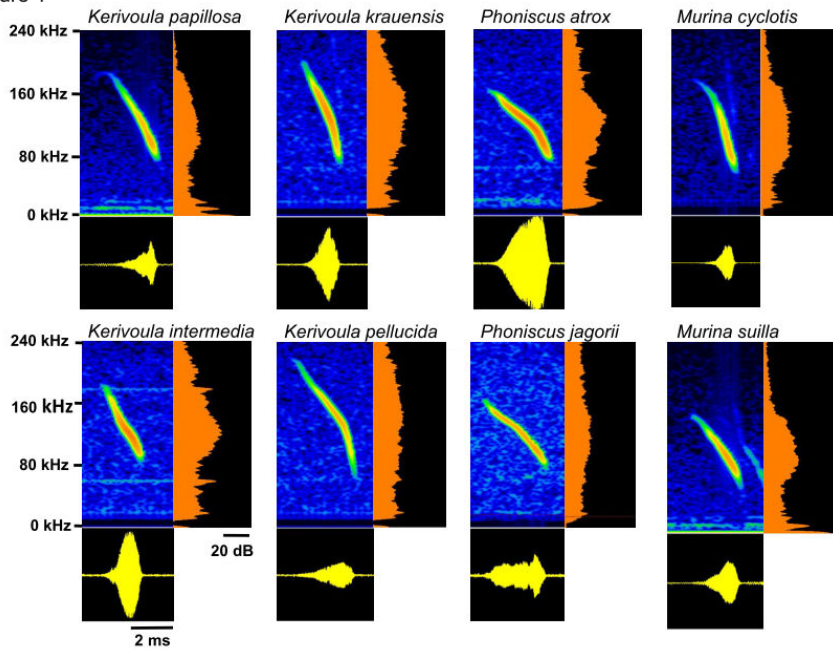 Kerivoula papillosa Kerivoula krauensis Phoniscus atrox Murina cyclotis
240 kHz
160 kHz
80 kHz
0 kHz
Kerivoula intermedia Kerivoula pellucida Phoniscus jagorii Murina suilla
240 kHz
160 kHz
80 kHz
0 kHz
20 dB
2 ms